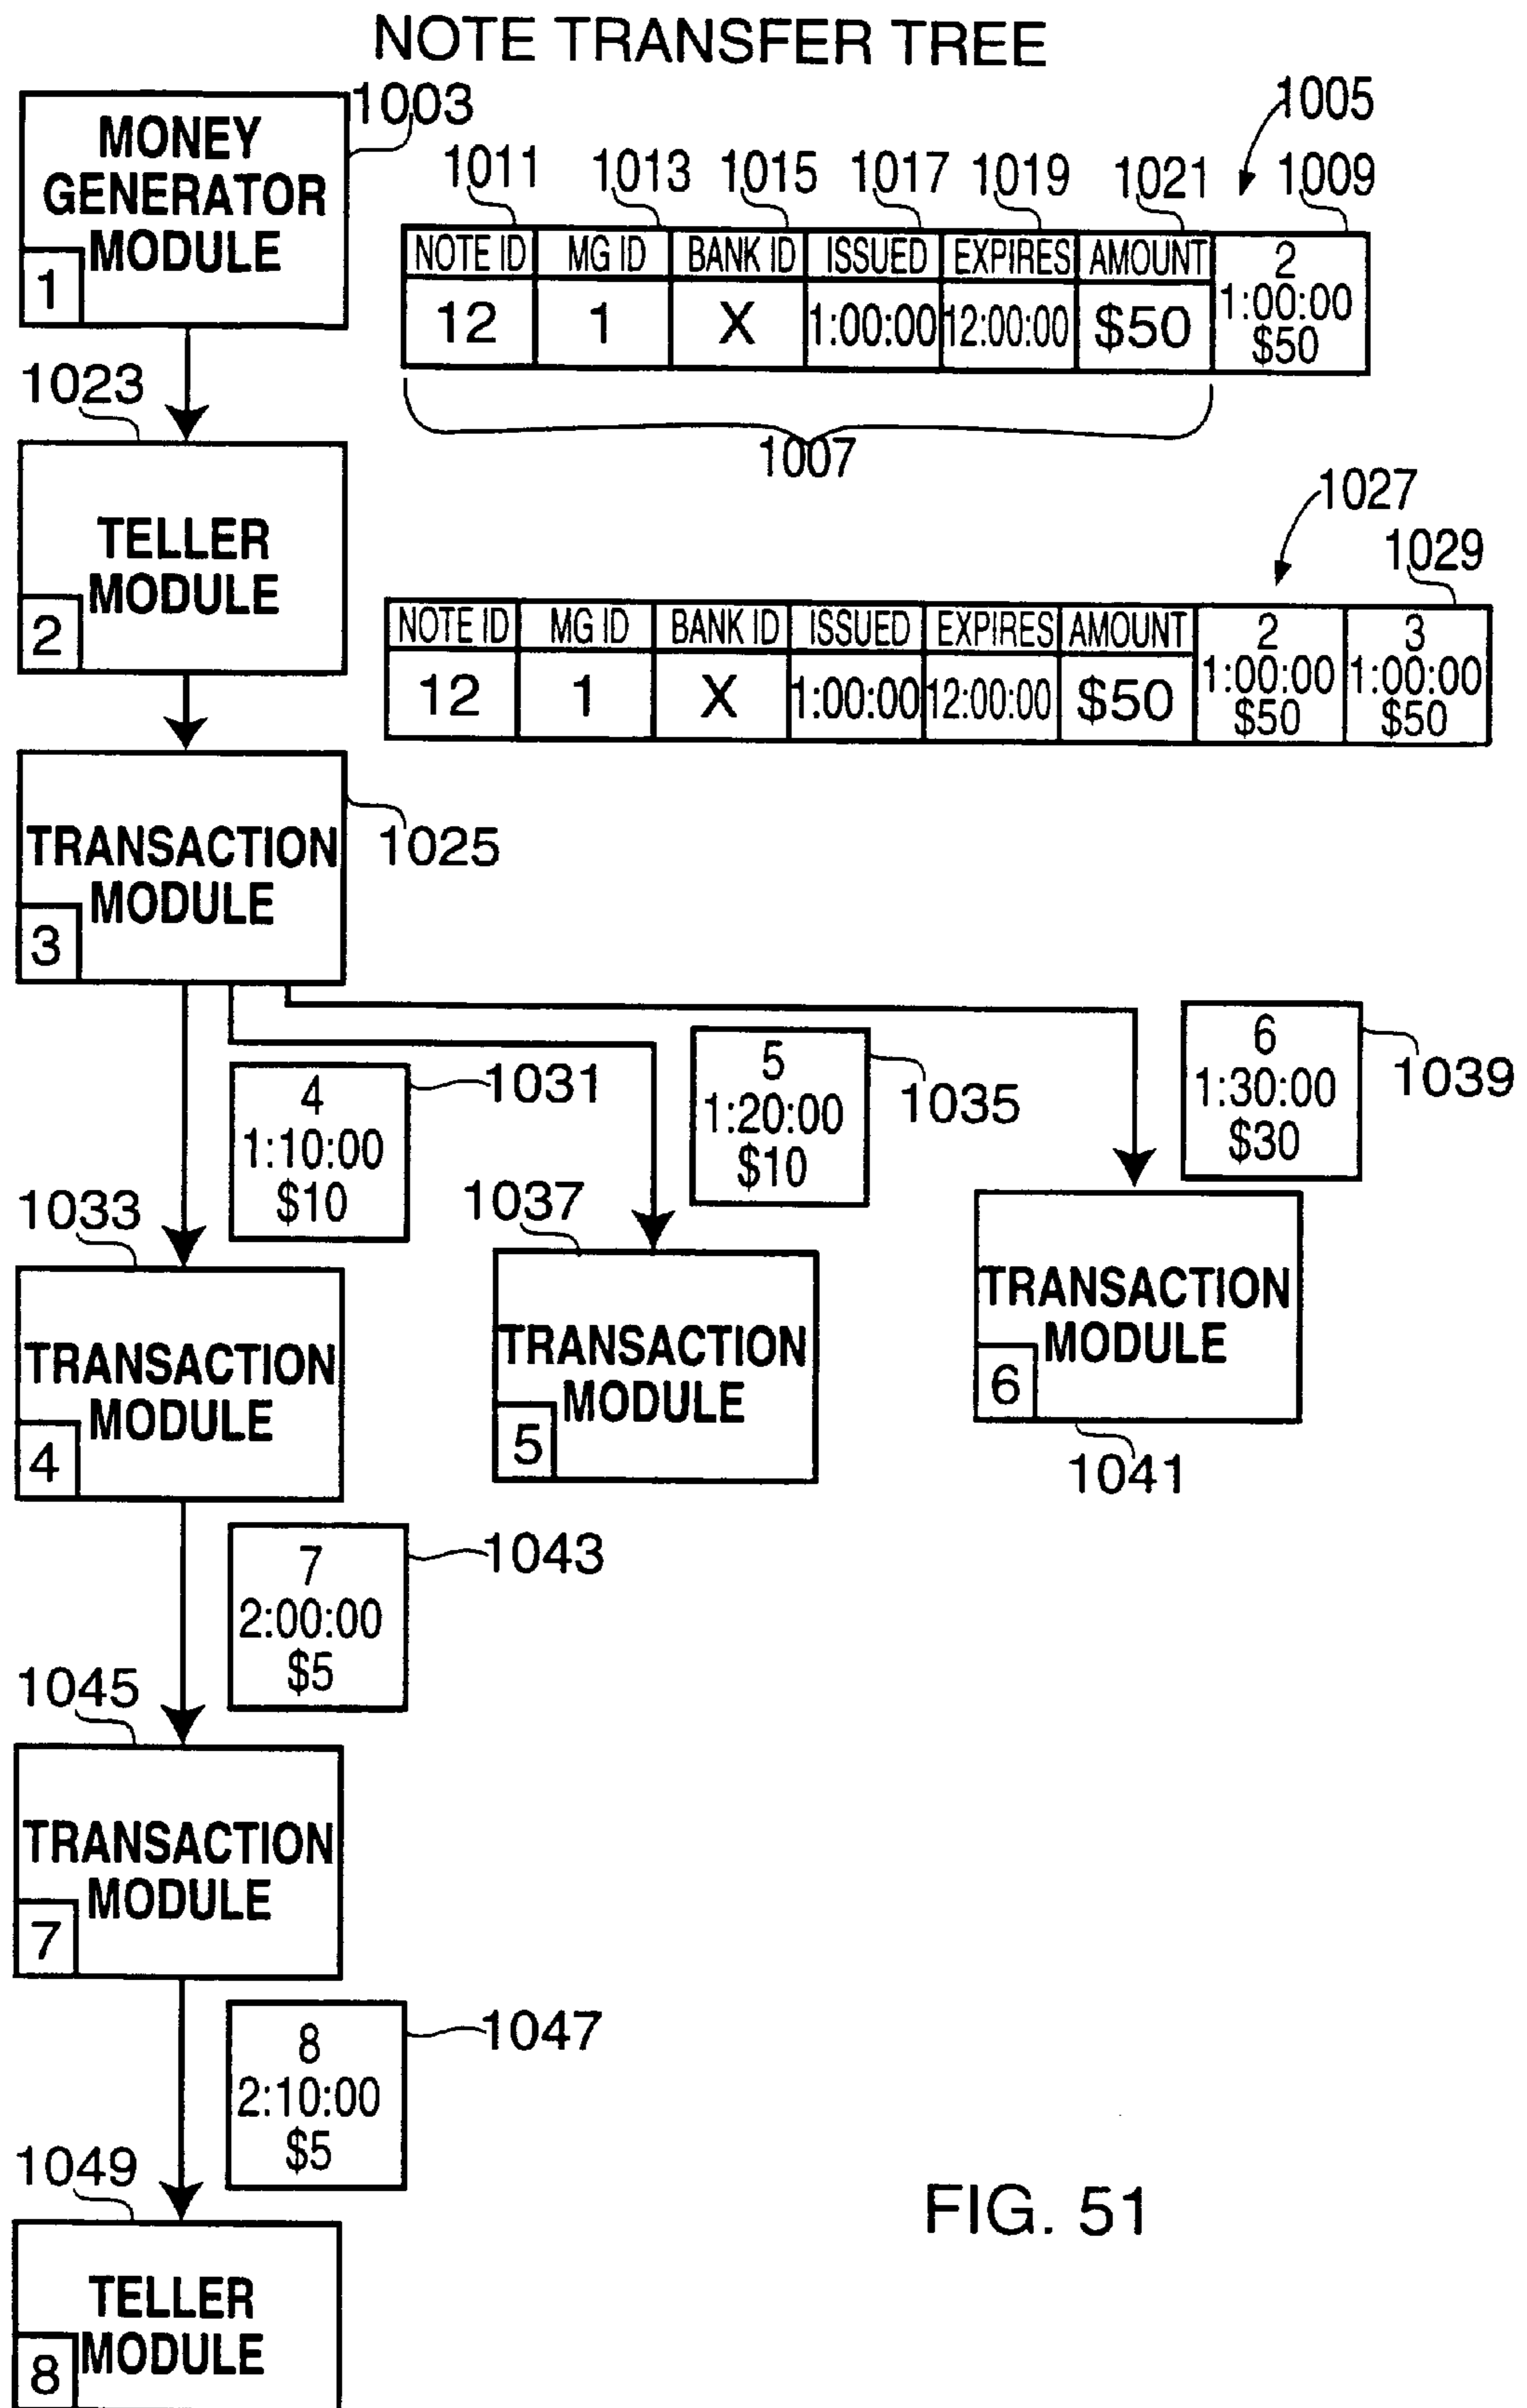 NOTE TRANSFER TREE
1003
1005
MONEY
GENERATOR
MODULE
1
1011 1013 1015 1017 1019 1021 1009
NOTE ID MG ID BANK ID ISSUED EXPIRES AMOUNT
12 1 X 1:00:00 12:00:00 $50
2
1:00:00
$50
1007
1023
TELLER
MODULE
2
1027
1029
NOTE ID MG ID BANK ID ISSUED EXPIRES AMOUNT
12 1 X 1:00:00 12:00:00 $50
2
1:00:00
$50
3
1:00:00
$50
TRANSACTION
MODULE
3
1025
4
1:10:00
$10
1031
5
1:20:00
$10
1035
6
1:30:00
$30
1039
1033
TRANSACTION
MODULE
4
1037
TRANSACTION
MODULE
5
TRANSACTION
MODULE
6
1041
7
2:00:00
$5
1043
1045
TRANSACTION
MODULE
7
8
2:10:00
$5
1047
1049
TELLER
MODULE
8
FIG. 51